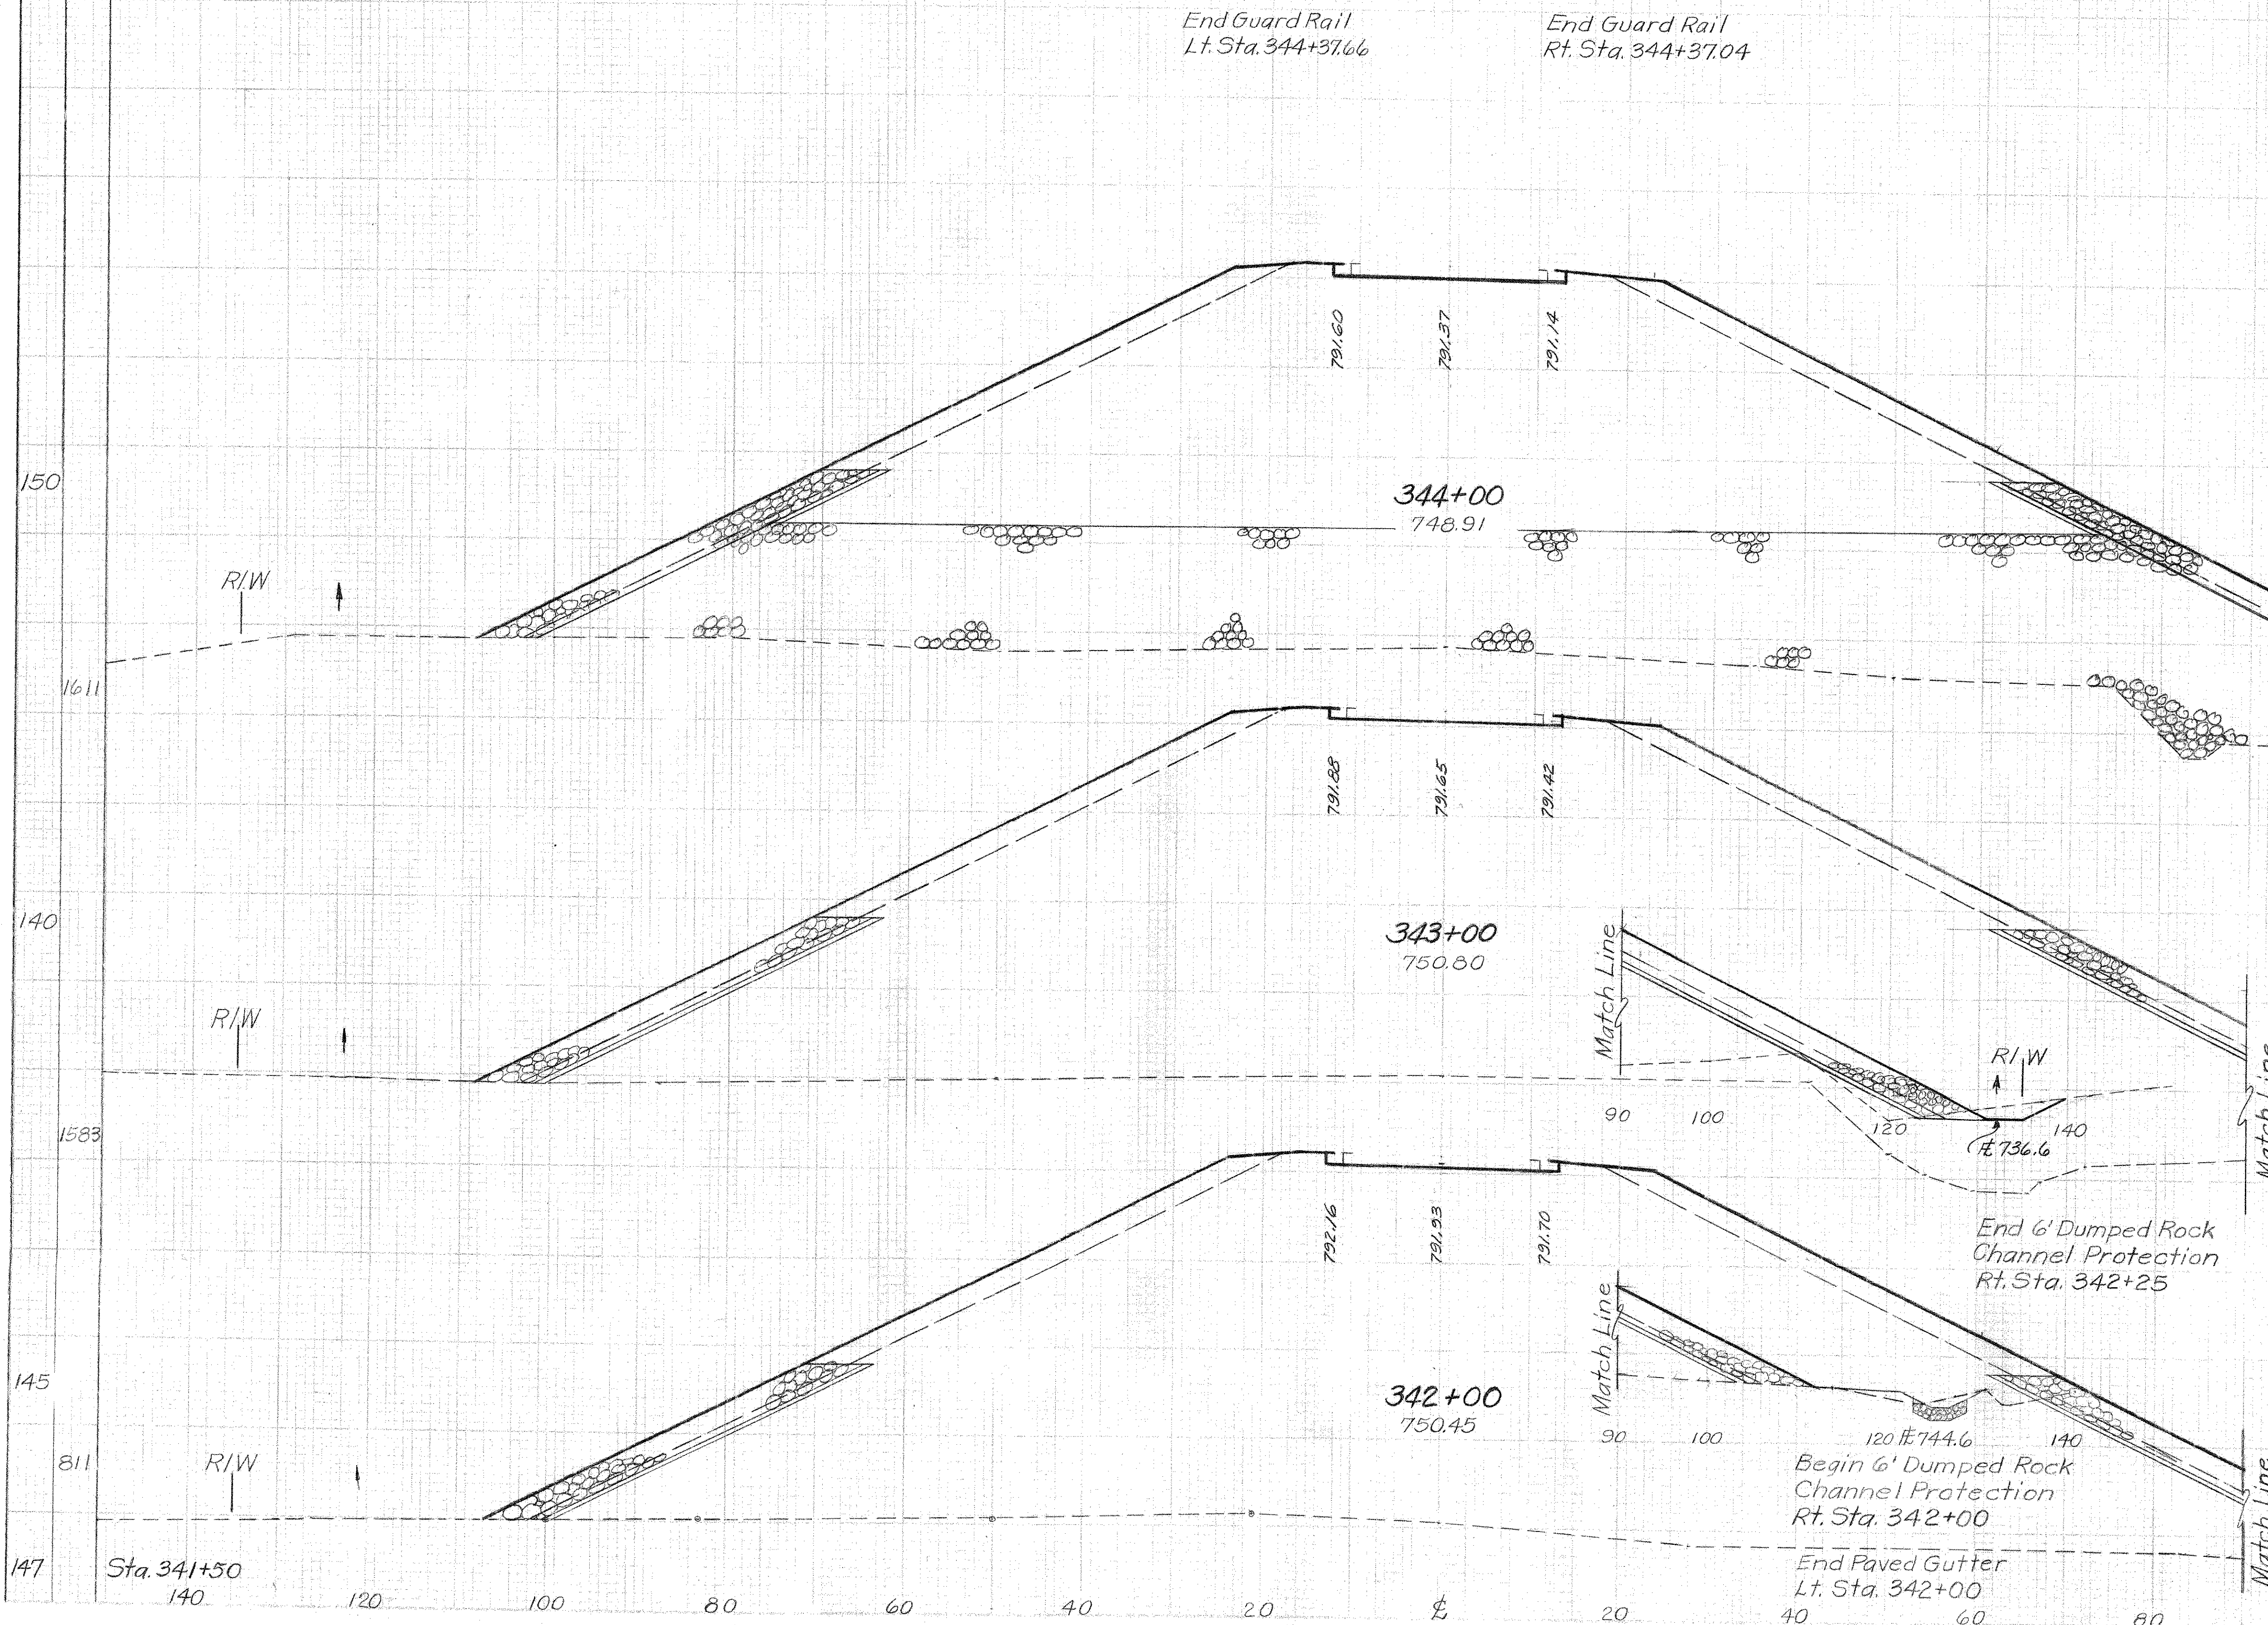 End Guard Rail
Lt. Sta. 344+37.66
End Guard Rail
Rt. Sta. 344+37.04
791.60
791.37
791.14
150
344+00
748.91
R/W
1611
791.88
791.65
791.42
140
343+00
750.80
Match Line
R/W
R/W
Match Line
90
100
120
140
1583
℄ 736.6
792.16
791.93
791.70
End 6' Dumped Rock
Channel Protection
Rt. Sta. 342+25
Match Line
145
342+00
750.45
90
100
120 ℄ 744.6
140
811
R/W
Begin 6' Dumped Rock
Channel Protection
Rt. Sta. 342+00
Match Line
147
Sta. 341+50
End Paved Gutter
Lt. Sta. 342+00
140
120
100
80
60
40
20
℄
20
40
60
80